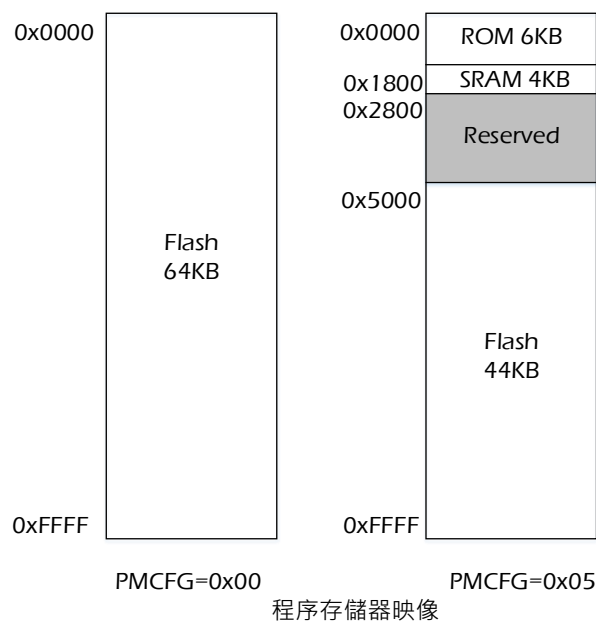 0x0000
Flash
64KB
0xFFFF
PMCFG=0x00
0x0000
ROM 6KB
0x1800
SRAM 4KB
0x2800
Reserved
0x5000
Flash
44KB
0xFFFF
PMCFG=0x05
程序存儲器映像